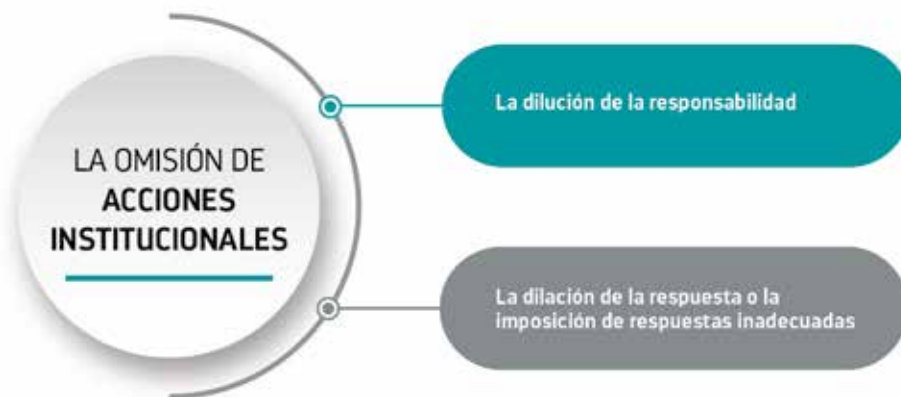 LA OMISIÓN DE
ACCIONES
INSTITUCIONALES
La dilución de la responsabilidad
La dilación de la respuesta o la
imposición de respuestas inadecuadas